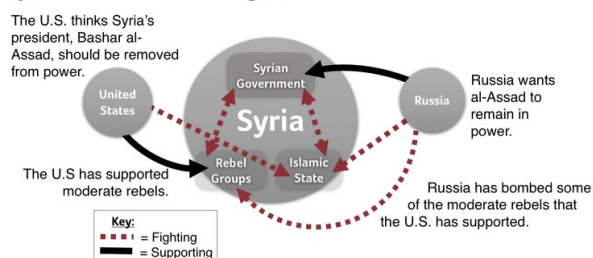 The U.S. thinks Syria's
president, Bashar al-
Assad, should be removed
from power.
United
States
Syrian
Government
Syria
Russia
Russia wants
al-Assad to
remain in
power.
Rebel
Groups
Islamic
State
The U.S has supported
moderate rebels.
Russia has bombed some
of the moderate rebels that
the U.S. has supported.
Key:
= Fighting
= Supporting